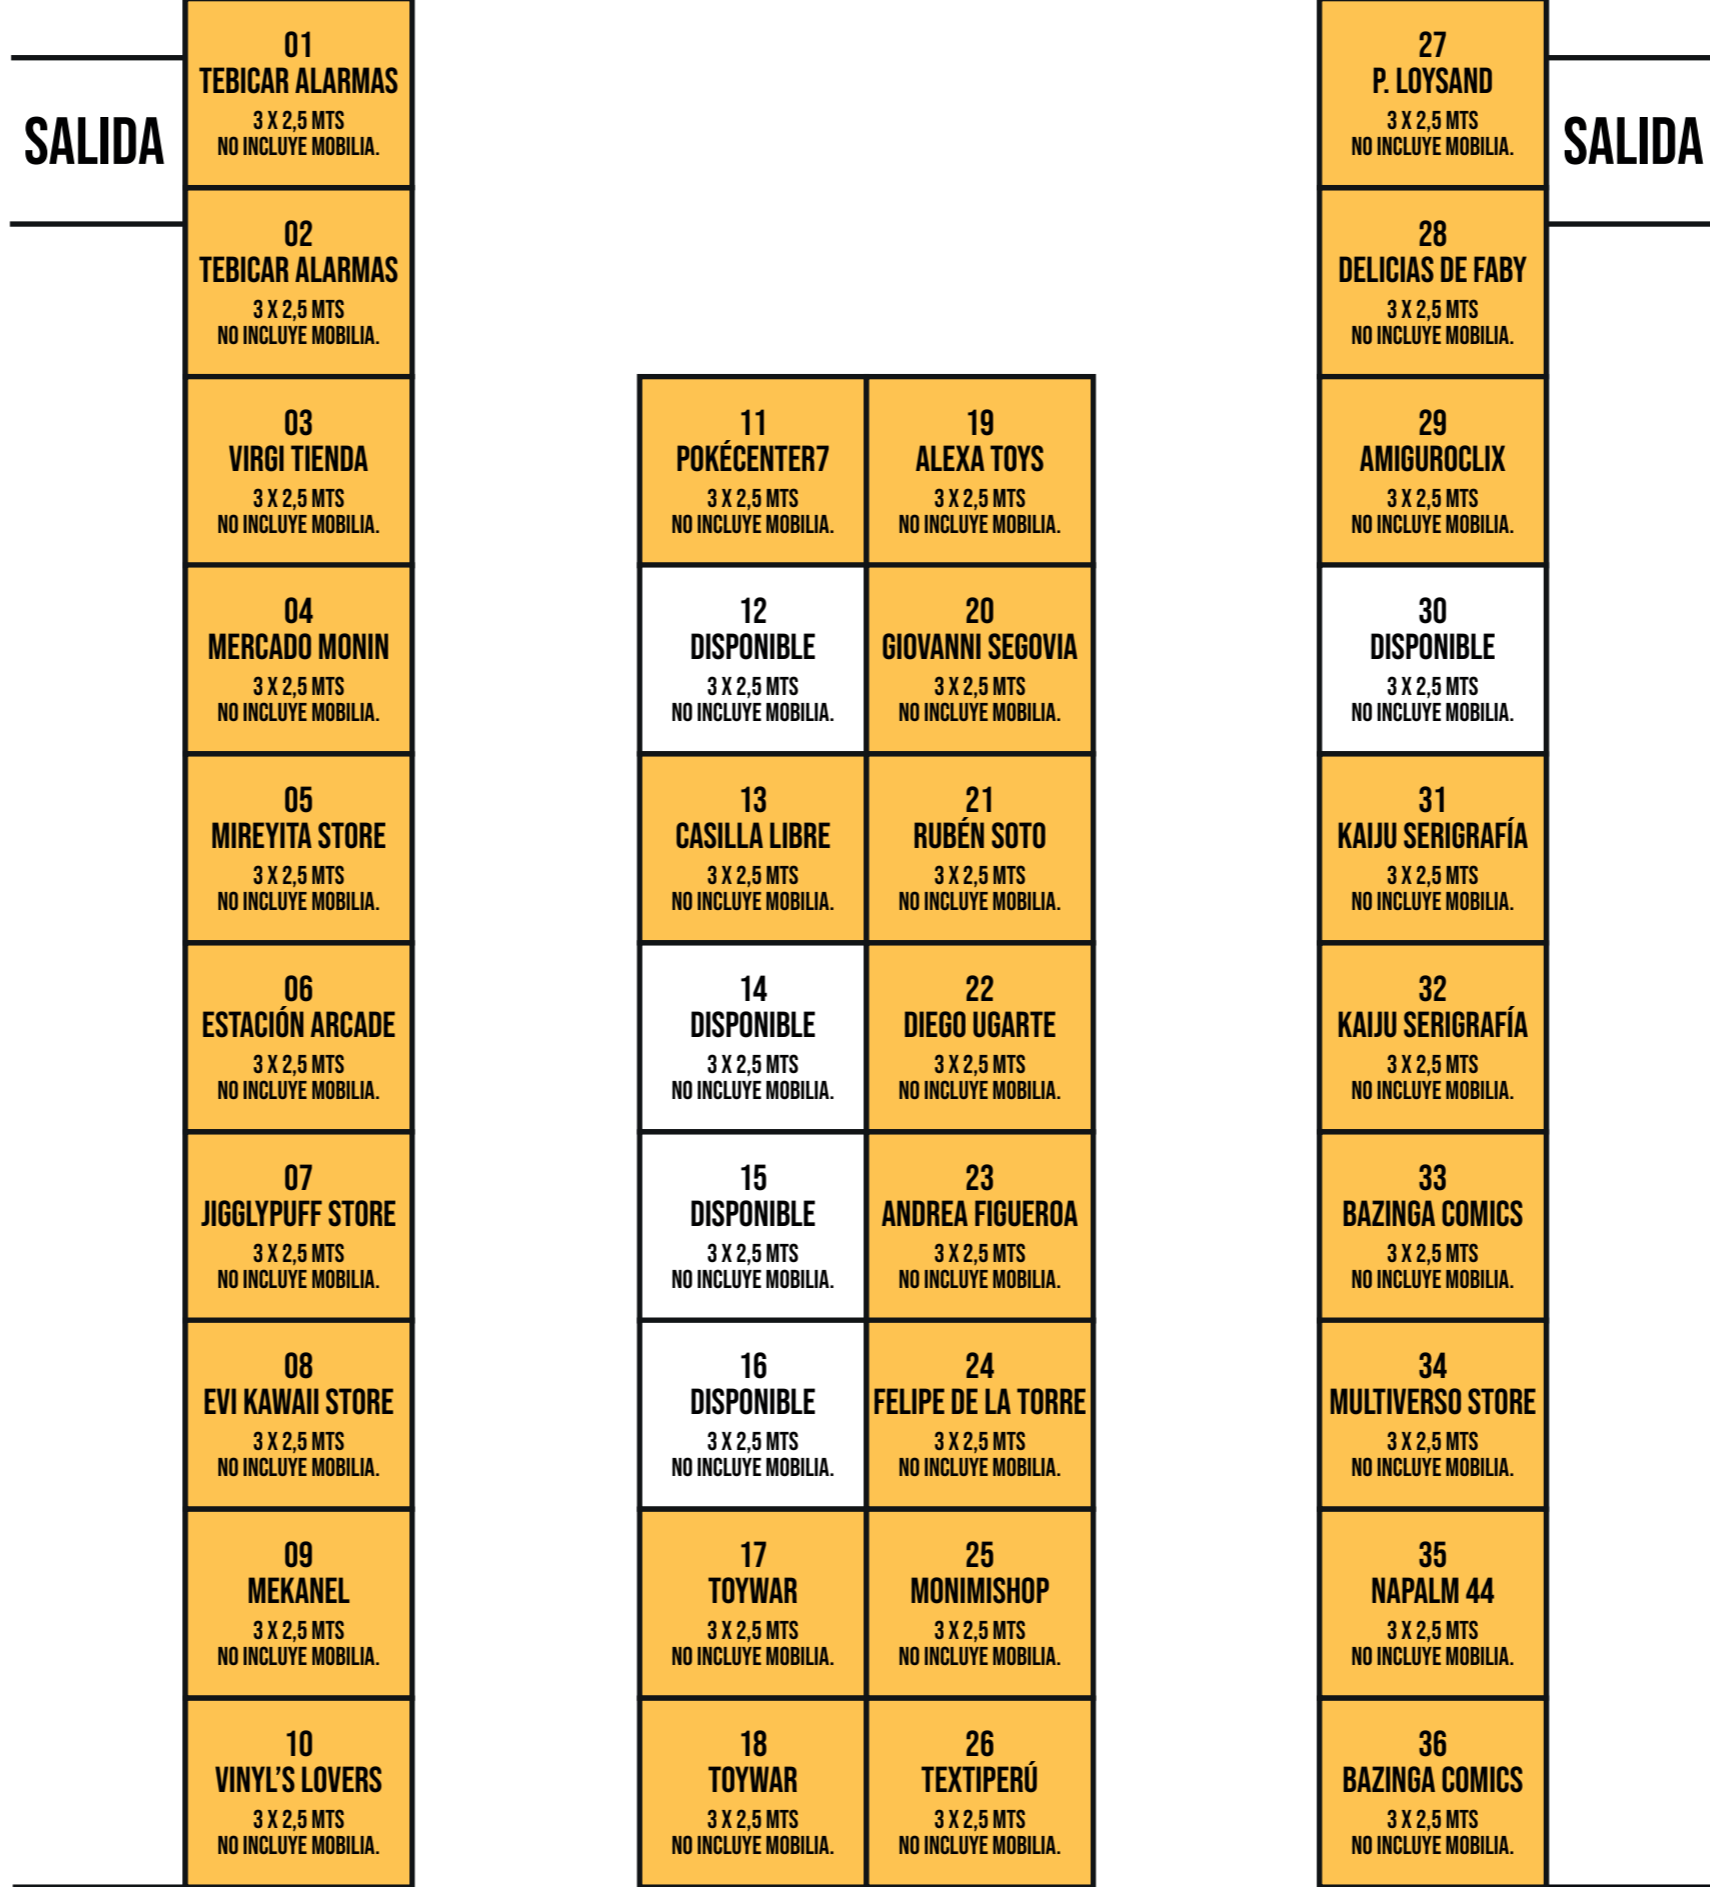 SALIDA
01
TEBICAR ALARMAS
3 X 2,5 MTS
NO INCLUYE MOBILIA.
02
TEBICAR ALARMAS
3 X 2,5 MTS
NO INCLUYE MOBILIA.
03
VIRGI TIENDA
3 X 2,5 MTS
NO INCLUYE MOBILIA.
04
MERCADO MONIN
3 X 2,5 MTS
NO INCLUYE MOBILIA.
05
MIREYITA STORE
3 X 2,5 MTS
NO INCLUYE MOBILIA.
06
ESTACIÓN ARCADE
3 X 2,5 MTS
NO INCLUYE MOBILIA.
07
JIGGLYPUFF STORE
3 X 2,5 MTS
NO INCLUYE MOBILIA.
08
EVI KAWAII STORE
3 X 2,5 MTS
NO INCLUYE MOBILIA.
09
MEKANEL
3 X 2,5 MTS
NO INCLUYE MOBILIA.
10
VINYL'S LOVERS
3 X 2,5 MTS
NO INCLUYE MOBILIA.
11
POKÉCENTER7
3 X 2,5 MTS
NO INCLUYE MOBILIA.
12
DISPONIBLE
3 X 2,5 MTS
NO INCLUYE MOBILIA.
13
CASILLA LIBRE
3 X 2,5 MTS
NO INCLUYE MOBILIA.
14
DISPONIBLE
3 X 2,5 MTS
NO INCLUYE MOBILIA.
15
DISPONIBLE
3 X 2,5 MTS
NO INCLUYE MOBILIA.
16
DISPONIBLE
3 X 2,5 MTS
NO INCLUYE MOBILIA.
17
TOYWAR
3 X 2,5 MTS
NO INCLUYE MOBILIA.
18
TOYWAR
3 X 2,5 MTS
NO INCLUYE MOBILIA.
19
ALEXA TOYS
3 X 2,5 MTS
NO INCLUYE MOBILIA.
20
GIOVANNI SEGOVIA
3 X 2,5 MTS
NO INCLUYE MOBILIA.
21
RUBÉN SOTO
3 X 2,5 MTS
NO INCLUYE MOBILIA.
22
DIEGO UGARTE
3 X 2,5 MTS
NO INCLUYE MOBILIA.
23
ANDREA FIGUEROA
3 X 2,5 MTS
NO INCLUYE MOBILIA.
24
FELIPE DE LA TORRE
3 X 2,5 MTS
NO INCLUYE MOBILIA.
25
MONIMISHOP
3 X 2,5 MTS
NO INCLUYE MOBILIA.
26
TEXTIPERÚ
3 X 2,5 MTS
NO INCLUYE MOBILIA.
27
P. LOYSAND
3 X 2,5 MTS
NO INCLUYE MOBILIA.
28
DELICIAS DE FABY
3 X 2,5 MTS
NO INCLUYE MOBILIA.
29
AMIGUROCLIX
3 X 2,5 MTS
NO INCLUYE MOBILIA.
30
DISPONIBLE
3 X 2,5 MTS
NO INCLUYE MOBILIA.
31
KAIJU SERIGRAFÍA
3 X 2,5 MTS
NO INCLUYE MOBILIA.
32
KAIJU SERIGRAFÍA
3 X 2,5 MTS
NO INCLUYE MOBILIA.
33
BAZINGA COMICS
3 X 2,5 MTS
NO INCLUYE MOBILIA.
34
MULTIVERSO STORE
3 X 2,5 MTS
NO INCLUYE MOBILIA.
35
NAPALM 44
3 X 2,5 MTS
NO INCLUYE MOBILIA.
36
BAZINGA COMICS
3 X 2,5 MTS
NO INCLUYE MOBILIA.
SALIDA